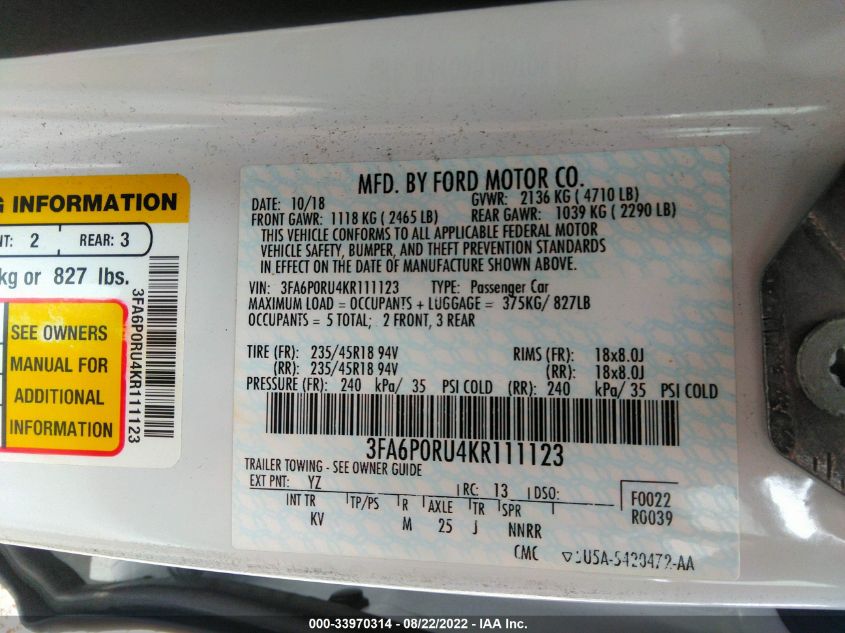 G INFORMATION
NT: 2 REAR: 3
kg or 827 lbs.
SEE OWNERS
MANUAL FOR
ADDITIONAL
INFORMATION
3FA6P0RU4KR111123
MFD. BY FORD MOTOR CO.
DATE: 10/18 GVWR: 2136 KG ( 4710 LB)
FRONT GAWR: 1118 KG ( 2465 LB) REAR GAWR: 1039 KG ( 2290 LB)
THIS VEHICLE CONFORMS TO ALL APPLICABLE FEDERAL MOTOR
VEHICLE SAFETY, BUMPER, AND THEFT PREVENTION STANDARDS
IN EFFECT ON THE DATE OF MANUFACTURE SHOWN ABOVE.
VIN: 3FA6P0RU4KR111123 TYPE: Passenger Car
MAXIMUM LOAD = OCCUPANTS + LUGGAGE = 375KG/ 827LB
OCCUPANTS = 5 TOTAL; 2 FRONT, 3 REAR
TIRE (FR): 235/45R18 94V RIMS (FR): 18x8.0J
(RR): 235/45R18 94V (RR): 18x8.0J
PRESSURE (FR): 240 kPa/ 35 PSI COLD (RR): 240 kPa/ 35 PSI COLD
3FA6P0RU4KR111123
TRAILER TOWING - SEE OWNER GUIDE
EXT PNT: YZ RC: 13 DSO: F0022
INT TR TP/PS R AXLE TR SPR R0039
KV M 25 J NNRR
CMC 5U5A-5420472-AA
000-33970314 - 08/22/2022 - IAA Inc.